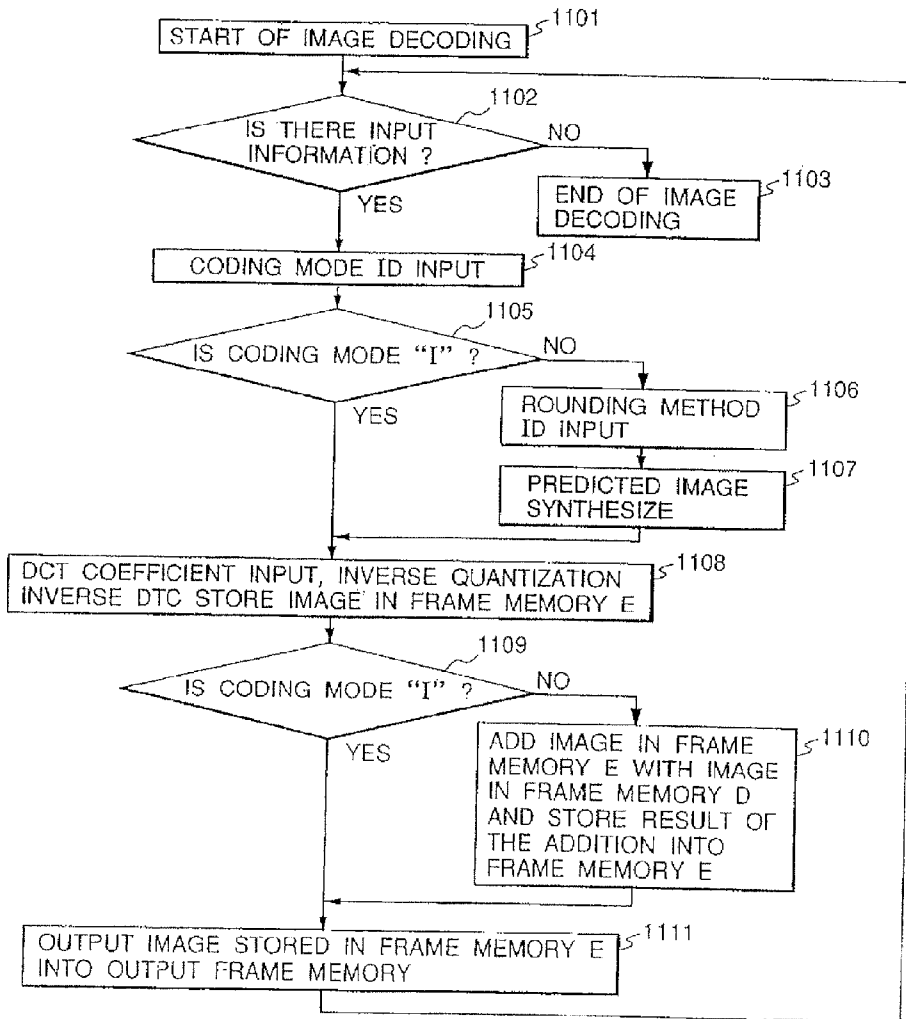 START OF IMAGE DECODING
1101
1102
IS THERE INPUT
INFORMATION ?
NO
YES
END OF IMAGE
DECODING
1103
CODING MODE ID INPUT
1104
1105
IS CODING MODE "I" ?
NO
YES
ROUNDING METHOD
ID INPUT
1106
PREDICTED IMAGE
SYNTHESIZE
1107
DCT COEFFICIENT INPUT, INVERSE QUANTIZATION
INVERSE DTC STORE IMAGE IN FRAME MEMORY E
1108
1109
IS CODING MODE "I" ?
NO
YES
ADD IMAGE IN FRAME
MEMORY E WITH IMAGE
IN FRAME MEMORY D
AND STORE RESULT OF
THE ADDITION INTO
FRAME MEMORY E
1110
OUTPUT IMAGE STORED IN FRAME MEMORY E
INTO OUTPUT FRAME MEMORY
1111